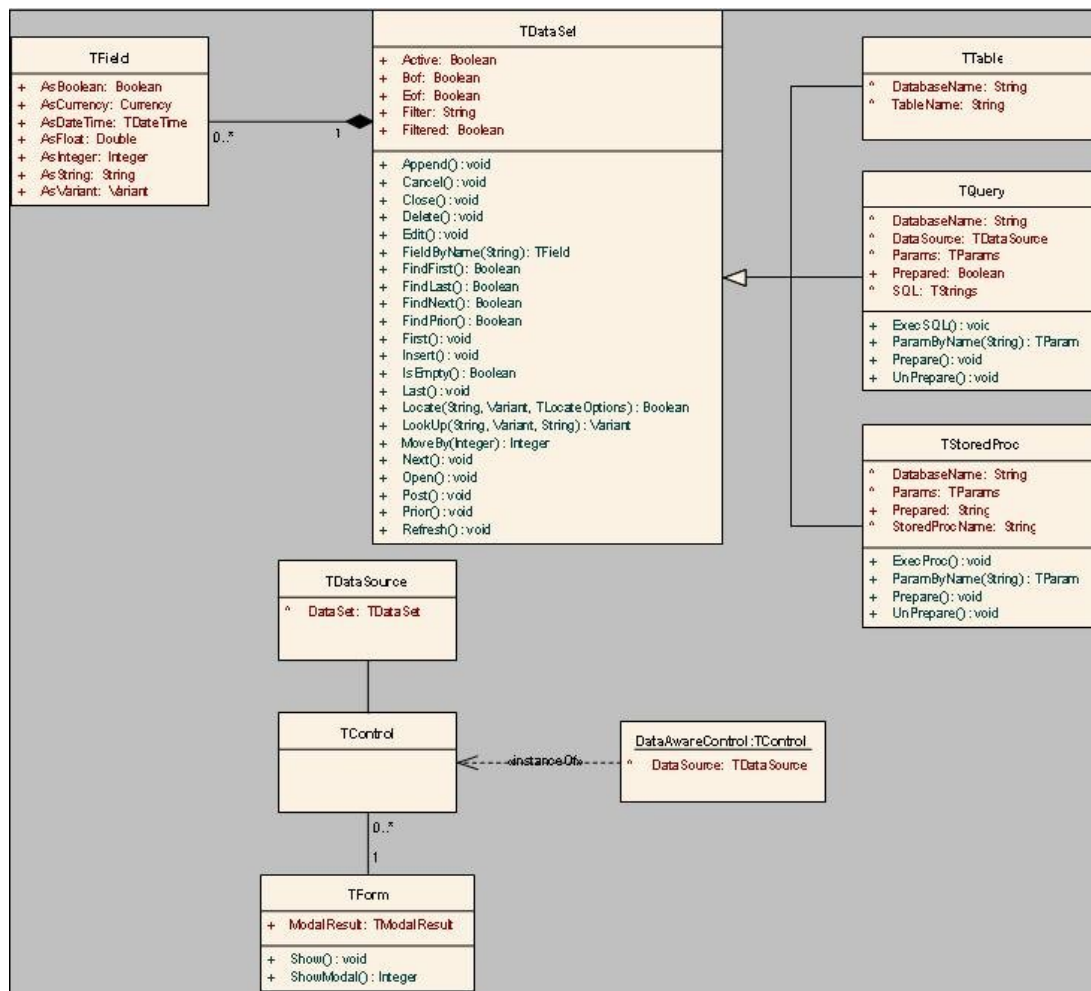 TField
+ AsBoolean: Boolean
+ AsCurrency: Currency
+ AsDateTime: TDateTime
+ AsFloat: Double
+ AsInteger: Integer
+ AsString: String
+ AsVariant: Variant
0..*
1
TDataSet
+ Active: Boolean
+ Bof: Boolean
+ Eof: Boolean
+ Filter: String
+ Filtered: Boolean
+ Append() : void
+ Cancel() : void
+ Close() : void
+ Delete() : void
+ Edit() : void
+ FieldByName(String) : TField
+ FindFirst() : Boolean
+ FindLast() : Boolean
+ FindNext() : Boolean
+ FindPrior() : Boolean
+ First() : void
+ Insert() : void
+ IsEmpty() : Boolean
+ Last() : void
+ Locate(String, Variant, TLocateOptions) : Boolean
+ LookUp(String, Variant, String) : Variant
+ MoveBy(Integer) : Integer
+ Next() : void
+ Open() : void
+ Post() : void
+ Prior() : void
+ Refresh() : void
TTable
^ DatabaseName: String
^ TableName: String
TQuery
^ DatabaseName: String
^ DataSource: TDataSource
^ Params: TParams
+ Prepared: Boolean
^ SQL: TStrings
+ ExecSQL() : void
+ ParamByName(String) : TParam
+ Prepare() : void
+ UnPrepare() : void
TStoredProc
^ DatabaseName: String
^ Params: TParams
+ Prepared: String
^ StoredProcName: String
+ ExecProc() : void
+ ParamByName(String) : TParam
+ Prepare() : void
+ UnPrepare() : void
TDataSource
^ DataSet: TDataSet
TControl
«instanceOf»
DataAwareControl :TControl
^ DataSource: TDataSource
0..*
1
TForm
+ ModalResult: TModalResult
+ Show() : void
+ ShowModal() : Integer